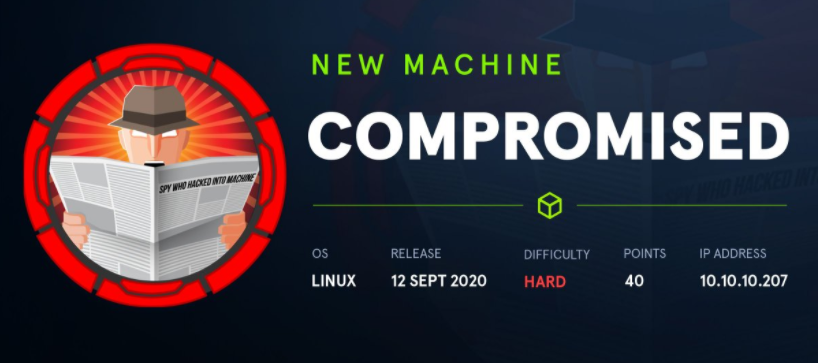 NEW MACHINE
COMPROMISED
SPY WHO HACKED INTO MACHINE
OS RELEASE DIFFICULTY POINTS IP ADDRESS
LINUX 12 SEPT 2020 HARD 40 10.10.10.207